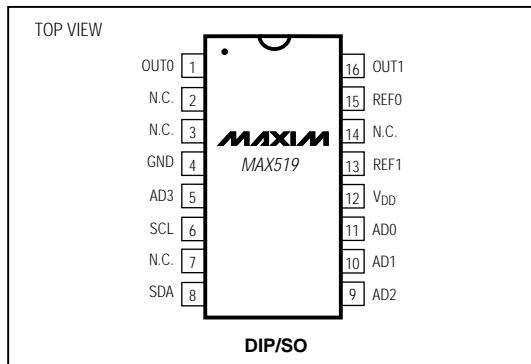 TOP VIEW
OUT0 1 16 OUT1
N.C. 2 15 REF0
N.C. 3 14 N.C.
MAXIM
GND 4 13 REF1
MAX519
AD3 5 12 VDD
SCL 6 11 AD0
N.C. 7 10 AD1
SDA 8 9 AD2
DIP/SO